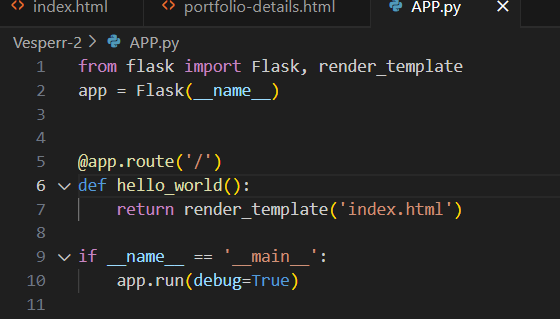 index.html portfolio-details.html APP.py ×
Vesperr-2 > APP.py
1 from flask import Flask, render_template
2 app = Flask(__name__)
3
4
5 @app.route('/')
6 def hello_world():
7 return render_template('index.html')
8
9 if __name__ == '__main__':
10 app.run(debug=True)
11